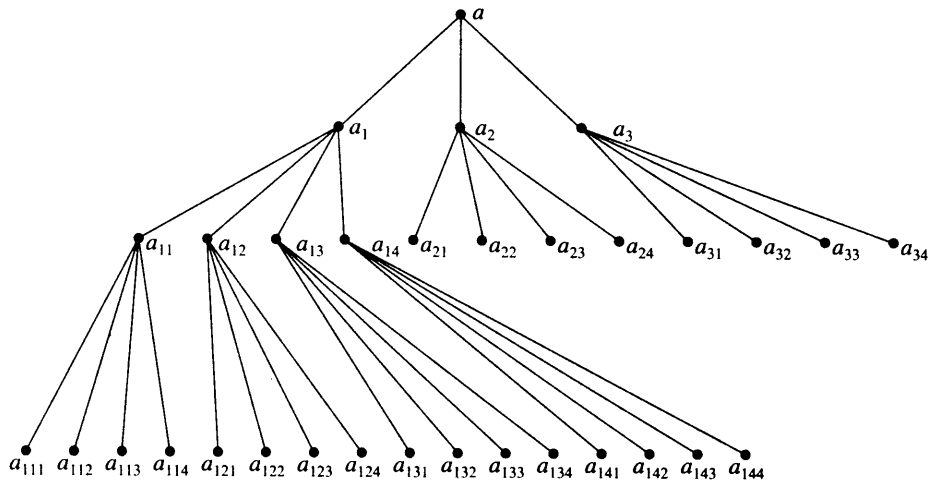 a
a₁ a₂ a₃
a₁₁ a₁₂ a₁₃ a₁₄ a₂₁ a₂₂ a₂₃ a₂₄ a₃₁ a₃₂ a₃₃ a₃₄
a₁₁₁ a₁₁₂ a₁₁₃ a₁₁₄ a₁₂₁ a₁₂₂ a₁₂₃ a₁₂₄ a₁₃₁ a₁₃₂ a₁₃₃ a₁₃₄ a₁₄₁ a₁₄₂ a₁₄₃ a₁₄₄